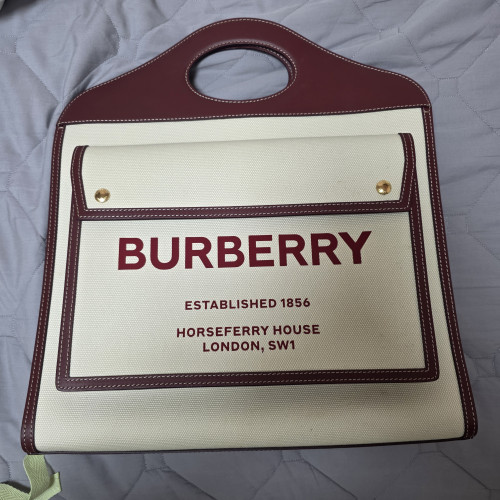 BURBERRY
ESTABLISHED 1856
HORSEFERRY HOUSE
LONDON, SW1